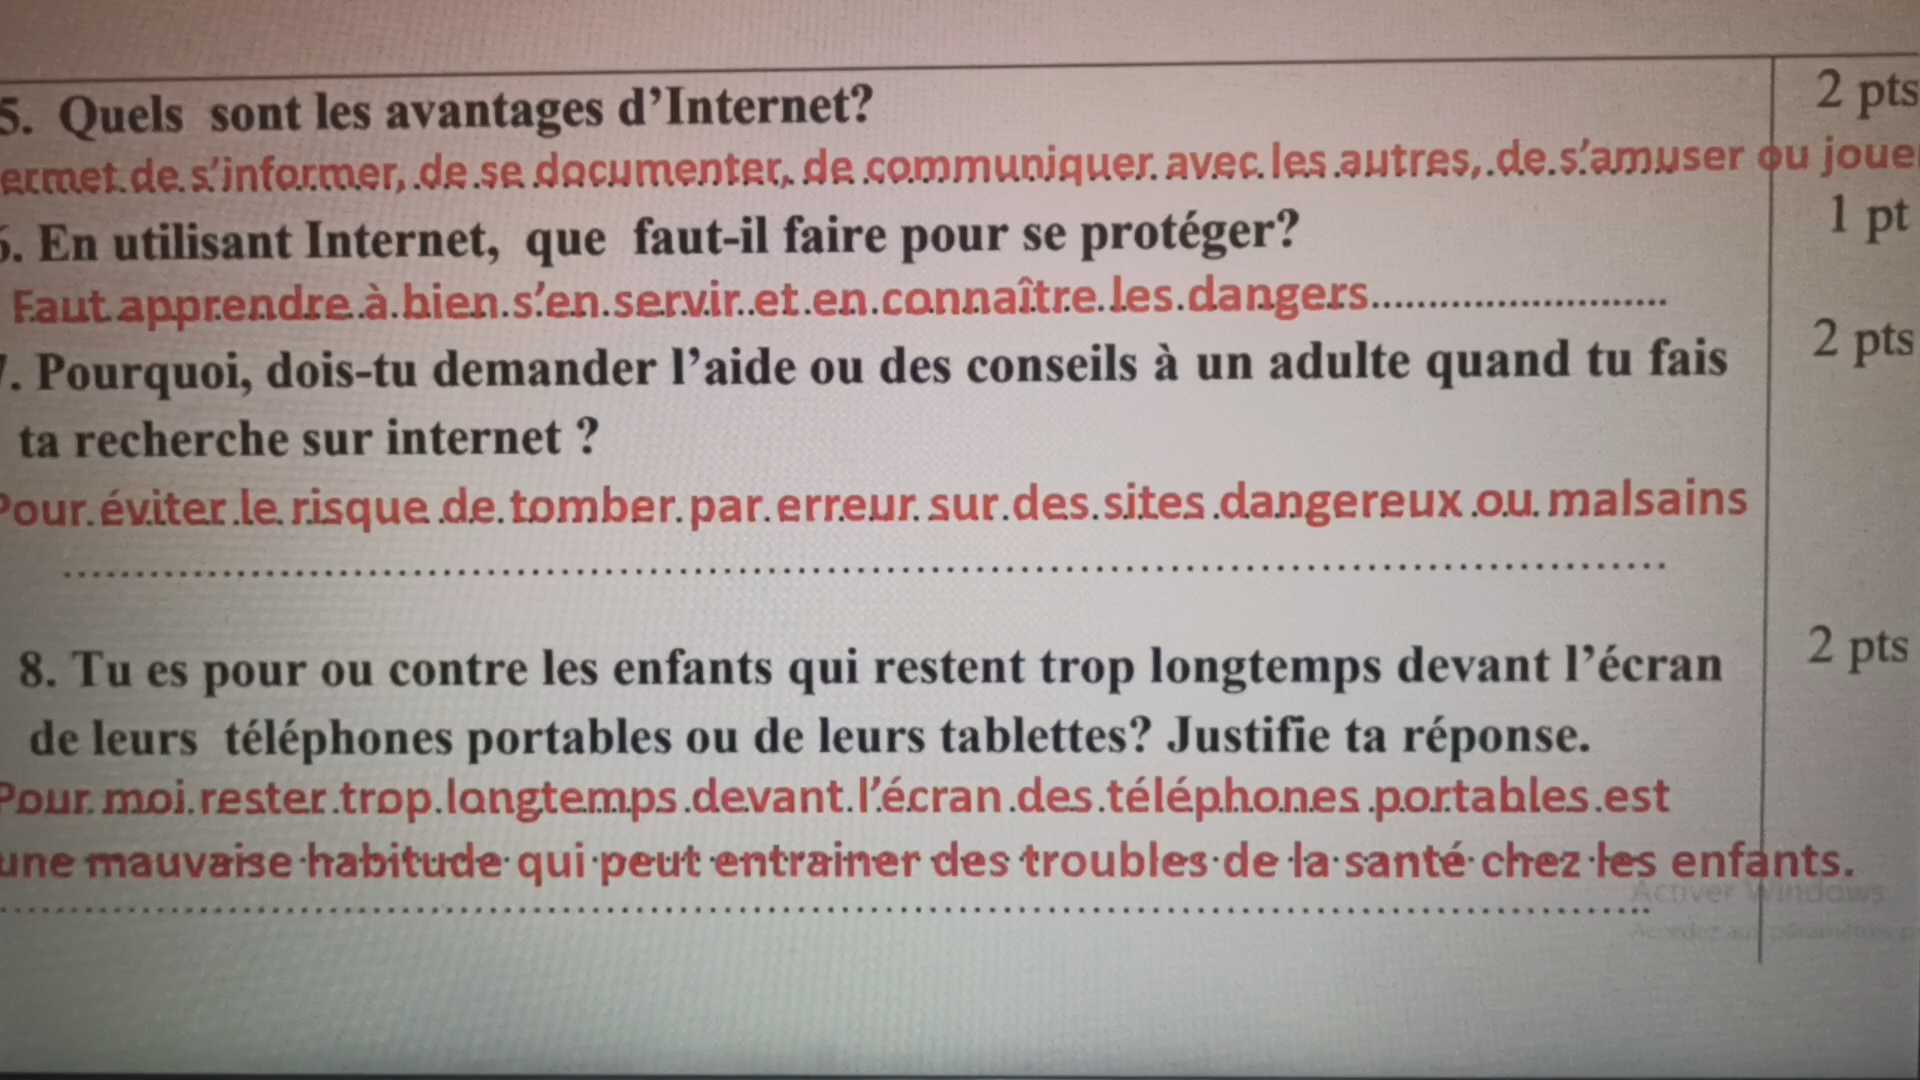 5. Quels sont les avantages d'Internet?
2 pts
ermet de s'informer, de se documenter, de communiquer avec les autres, de s'amuser ou joue
6. En utilisant Internet, que faut-il faire pour se protéger?
1 pt
Faut apprendre à bien s'en servir et en connaître les dangers..........................
7. Pourquoi, dois-tu demander l'aide ou des conseils à un adulte quand tu fais
2 pts
ta recherche sur internet ?
Pour éviter le risque de tomber par erreur sur des sites dangereux ou malsains
8. Tu es pour ou contre les enfants qui restent trop longtemps devant l'écran
2 pts
de leurs téléphones portables ou de leurs tablettes? Justifie ta réponse.
Pour moi rester trop longtemps devant l'écran des téléphones portables est
une mauvaise habitude qui peut entrainer des troubles de la santé chez les enfants.
Activer Windows
Accédez aux paramètres p